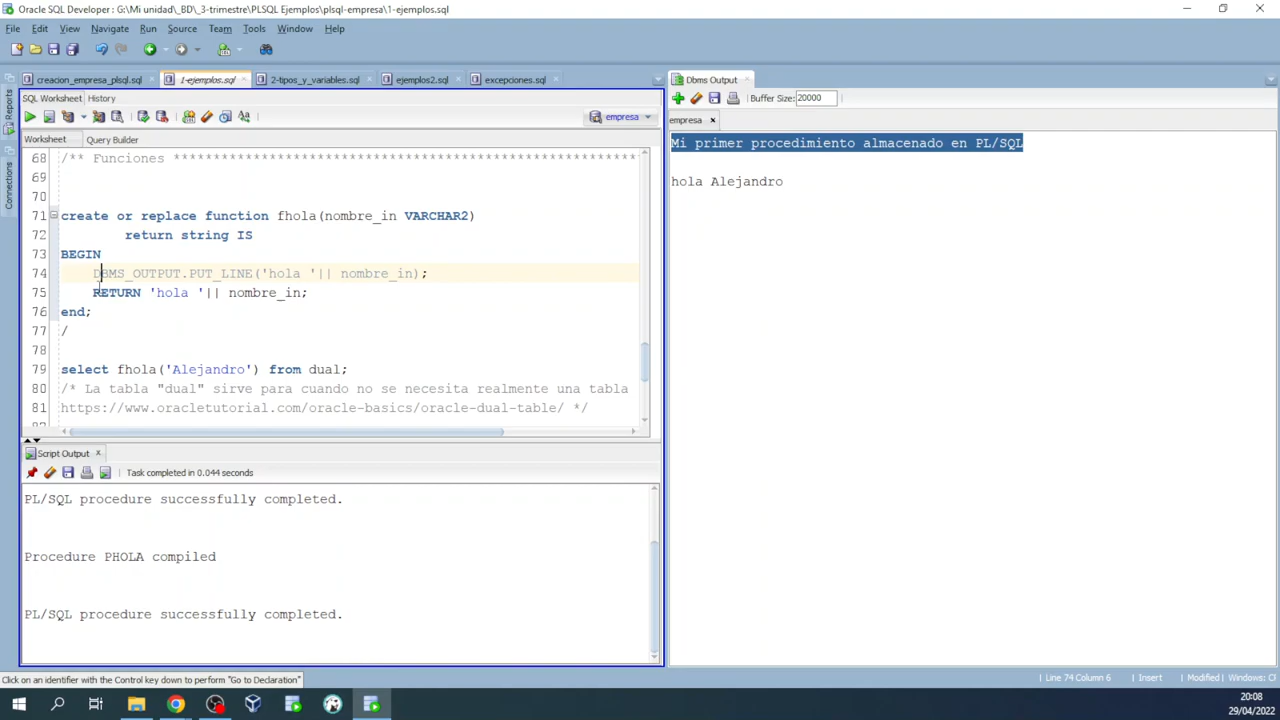 Oracle SQL Developer : G:\Mi unidad\_BD\_3-trimestre\PLSQL Ejemplos\plsql-empresa\1-ejemplos.sql
File Edit View Navigate Run Source Team Tools Window Help
creacion_empresa_plsql.sql 1-ejemplos.sql 2-tipos_y_variables.sql ejemplos2.sql excepciones.sql
Dbms Output
Reports
Connections
SQL Worksheet History
Buffer Size: 20000
empresa
empresa
Worksheet Query Builder
68 /** Funciones **********************************************************
69
70
71 create or replace function fhola(nombre_in VARCHAR2)
72 return string IS
73 BEGIN
74 DBMS_OUTPUT.PUT_LINE('hola '|| nombre_in);
75 RETURN 'hola '|| nombre_in;
76 end;
77 /
78
79 select fhola('Alejandro') from dual;
80 /* La tabla "dual" sirve para cuando no se necesita realmente una tabla
81 https://www.oracletutorial.com/oracle-basics/oracle-dual-table/ */
Mi primer procedimiento almacenado en PL/SQL
hola Alejandro
Script Output
Task completed in 0.044 seconds
PL/SQL procedure successfully completed.
Procedure PHOLA compiled
PL/SQL procedure successfully completed.
Click on an identifier with the Control key down to perform "Go to Declaration"
Line 74 Column 6 Insert Modified Windows: Cl
20:08
29/04/2022